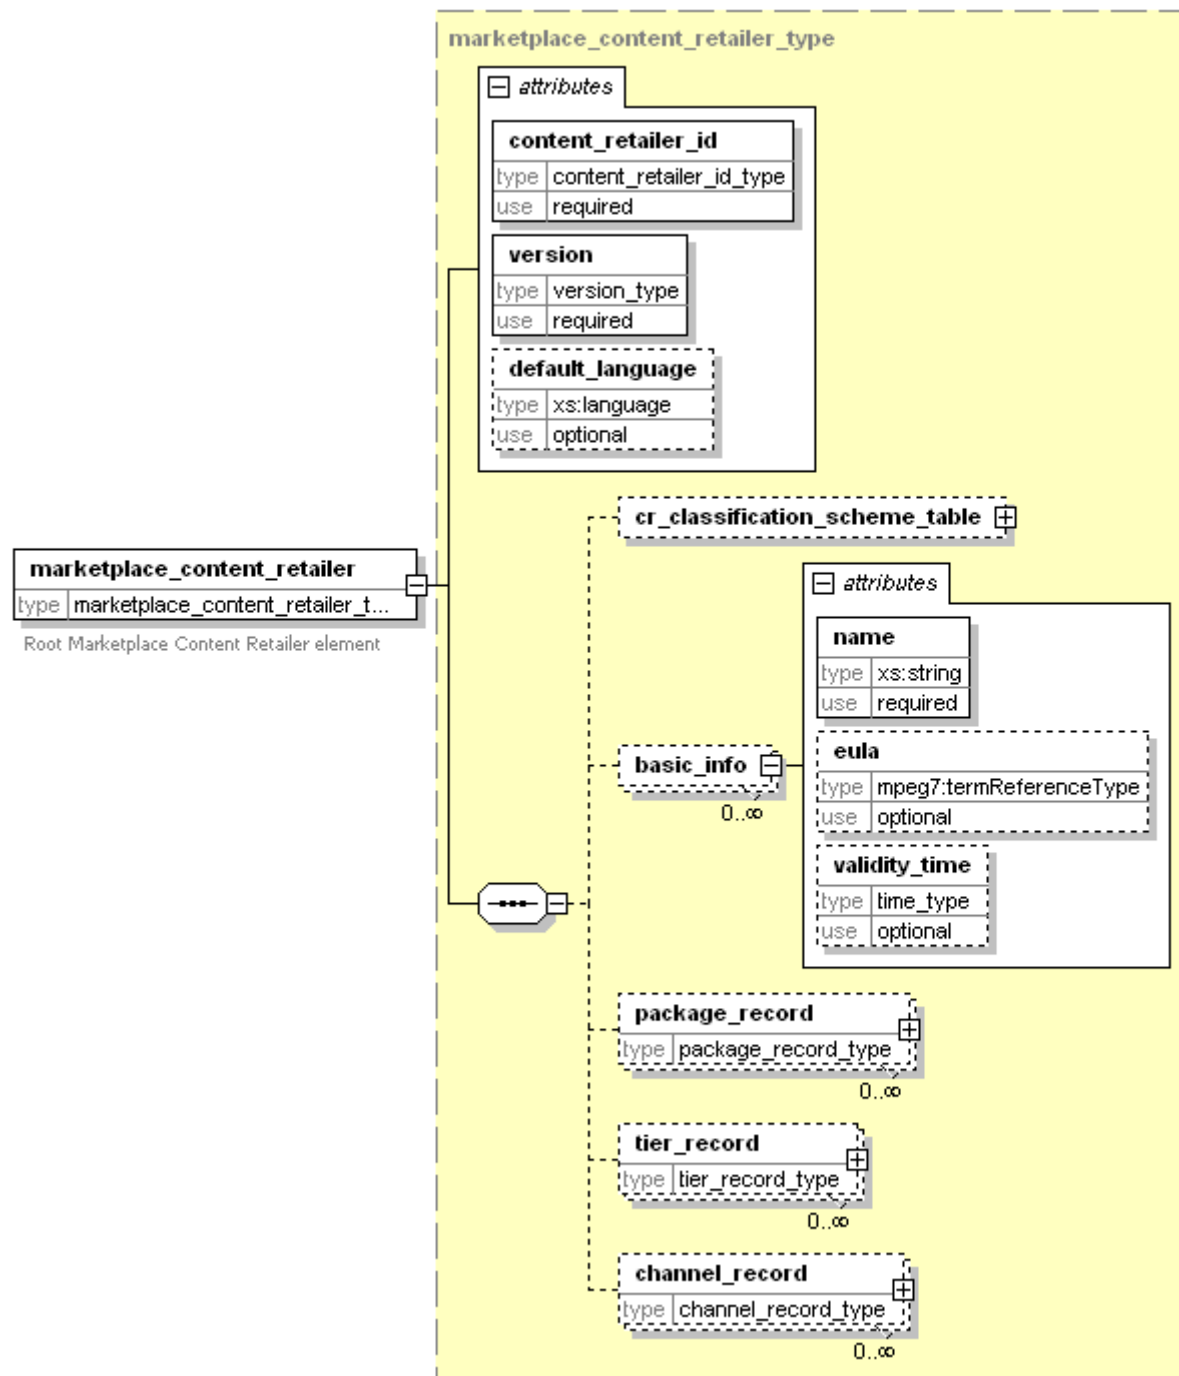 marketplace_content_retailer_type
attributes
content_retailer_id
type content_retailer_id_type
use required
version
type version_type
use required
default_language
type xs:language
use optional
cr_classification_scheme_table
marketplace_content_retailer
type marketplace_content_retailer_t...
Root Marketplace Content Retailer element
attributes
name
type xs:string
use required
eula
type mpeg7:termReferenceType
use optional
validity_time
type time_type
use optional
basic_info
0..∞
package_record
type package_record_type
0..∞
tier_record
type tier_record_type
0..∞
channel_record
type channel_record_type
0..∞